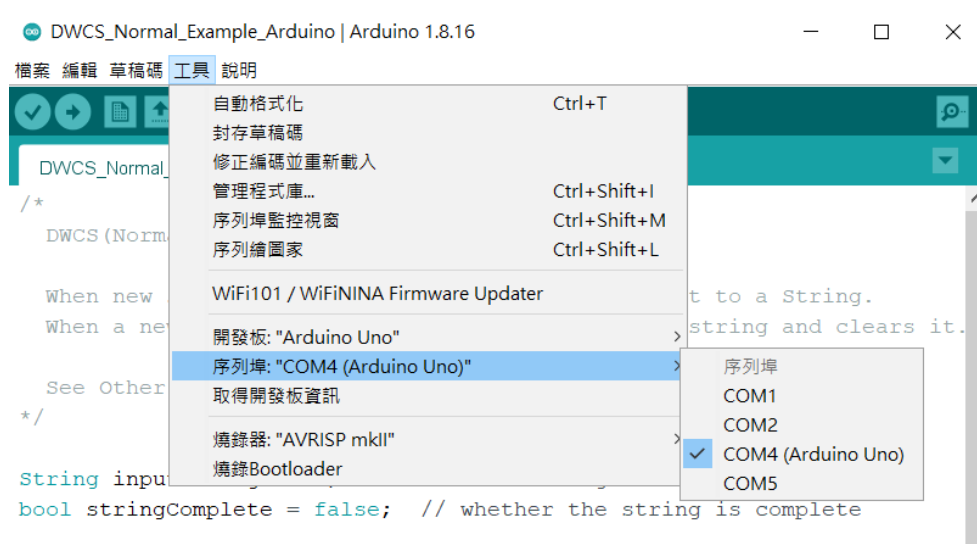 DWCS_Normal_Example_Arduino | Arduino 1.8.16
檔案 編輯 草稿碼 工具 說明
自動格式化 Ctrl+T
封存草稿碼
修正編碼並重新載入
管理程式庫... Ctrl+Shift+I
序列埠監控視窗 Ctrl+Shift+M
序列繪圖家 Ctrl+Shift+L
WiFi101 / WiFiNINA Firmware Updater
開發板: "Arduino Uno"
序列埠: "COM4 (Arduino Uno)"
取得開發板資訊
燒錄器: "AVRISP mkII"
燒錄Bootloader
序列埠
COM1
COM2
COM4 (Arduino Uno)
COM5
DWCS_Normal_
/*
DWCS(Norm
When new t to a String.
When a ne string and clears it.
See Other
*/
String inpu
bool stringComplete = false;  // whether the string is complete